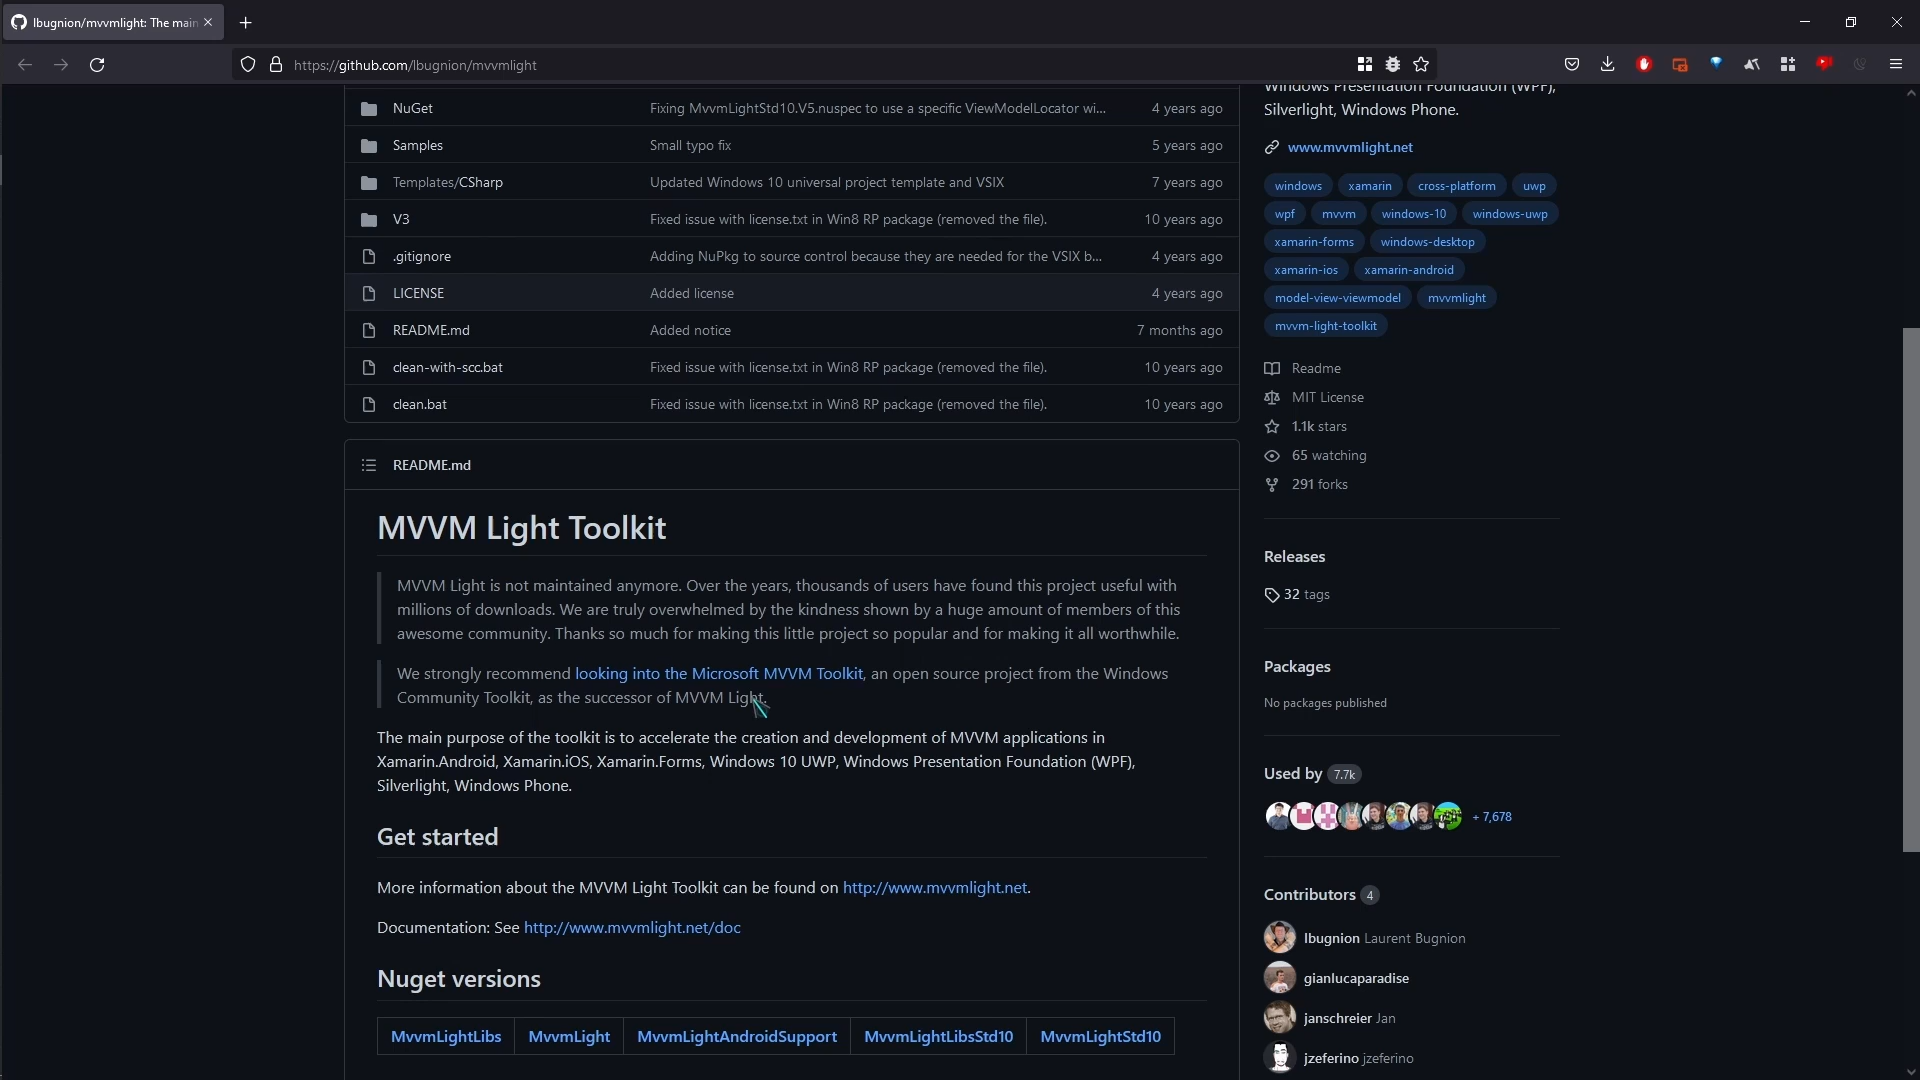 lbugnion/mvvmlight: The main
https://github.com/lbugnion/mvvmlight
NuGet Fixing MvvmLightStd10.V5.nuspec to use a specific ViewModelLocator wi... 4 years ago
Samples Small typo fix 5 years ago
Templates/CSharp Updated Windows 10 universal project template and VSIX 7 years ago
V3 Fixed issue with license.txt in Win8 RP package (removed the file). 10 years ago
.gitignore Adding NuPkg to source control because they are needed for the VSIX b... 4 years ago
LICENSE Added license 4 years ago
README.md Added notice 7 months ago
clean-with-scc.bat Fixed issue with license.txt in Win8 RP package (removed the file). 10 years ago
clean.bat Fixed issue with license.txt in Win8 RP package (removed the file). 10 years ago
README.md
MVVM Light Toolkit
MVVM Light is not maintained anymore. Over the years, thousands of users have found this project useful with
millions of downloads. We are truly overwhelmed by the kindness shown by a huge amount of members of this
awesome community. Thanks so much for making this little project so popular and for making it all worthwhile.
We strongly recommend looking into the Microsoft MVVM Toolkit, an open source project from the Windows
Community Toolkit, as the successor of MVVM Light.
The main purpose of the toolkit is to accelerate the creation and development of MVVM applications in
Xamarin.Android, Xamarin.iOS, Xamarin.Forms, Windows 10 UWP, Windows Presentation Foundation (WPF),
Silverlight, Windows Phone.
Get started
More information about the MVVM Light Toolkit can be found on http://www.mvvmlight.net.
Documentation: See http://www.mvvmlight.net/doc
Nuget versions
MvvmLightLibs MvvmLight MvvmLightAndroidSupport MvvmLightLibsStd10 MvvmLightStd10
Windows Presentation Foundation (WPF),
Silverlight, Windows Phone.
www.mvvmlight.net
windows xamarin cross-platform uwp
wpf mvvm windows-10 windows-uwp
xamarin-forms windows-desktop
xamarin-ios xamarin-android
model-view-viewmodel mvvmlight
mvvm-light-toolkit
Readme
MIT License
1.1k stars
65 watching
291 forks
Releases
32 tags
Packages
No packages published
Used by 7.7k
+ 7,678
Contributors 4
lbugnion Laurent Bugnion
gianlucaparadise
janschreier Jan
jzeferino jzeferino